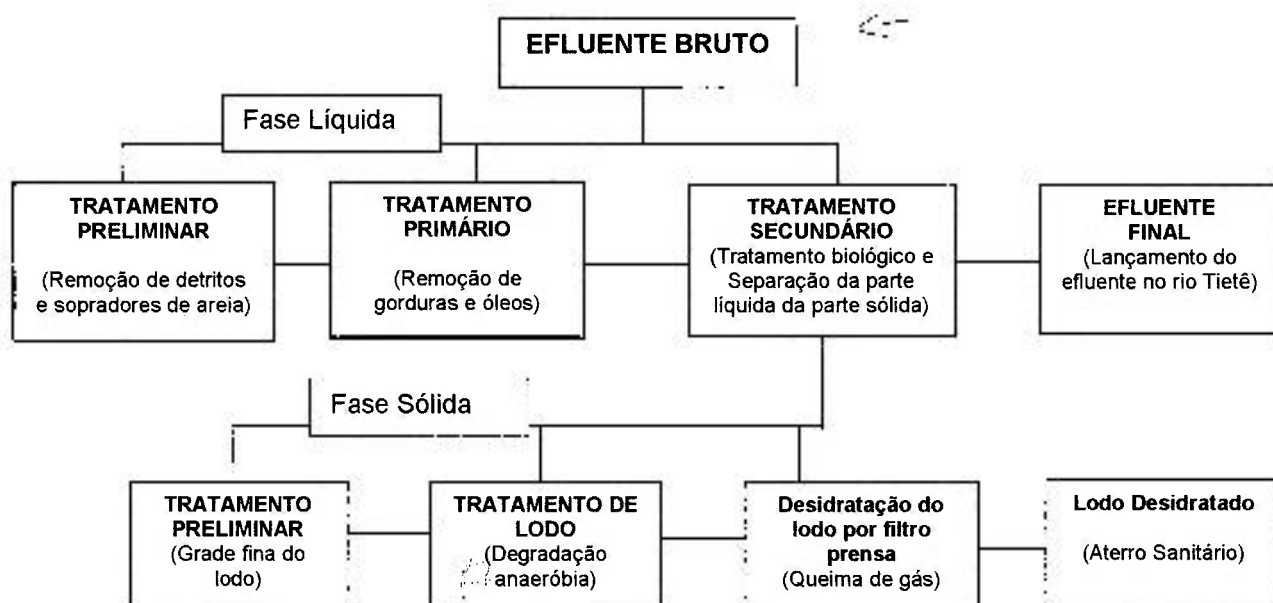 EFLUENTE BRUTO
Fase Líquida
TRATAMENTO
PRELIMINAR
(Remoção de detritos
e sopradores de areia)
TRATAMENTO
PRIMÁRIO
(Remoção de
gorduras e óleos)
TRATAMENTO
SECUNDÁRIO
(Tratamento biológico e
Separação da parte
líquida da parte sólida)
EFLUENTE
FINAL
(Lançamento do
efluente no rio Tietê)
Fase Sólida
TRATAMENTO
PRELIMINAR
(Grade fina do
lodo)
TRATAMENTO DE
LODO
(Degradação
anaeróbia)
Desidratação do
lodo por filtro
prensa
(Queima de gás)
Lodo Desidratado
(Aterro Sanitário)